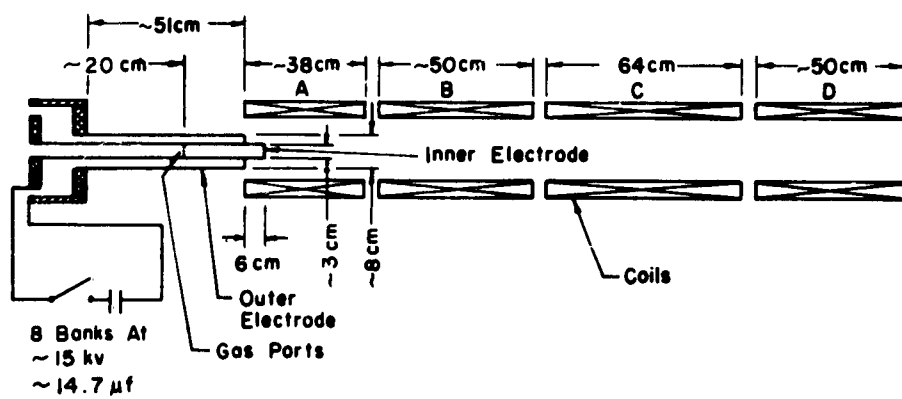 ~51cm
~20 cm
~38cm
A
~50cm
B
64cm
C
~50cm
D
Inner Electrode
6 cm
~3 cm
~8 cm
Coils
Outer
Electrode
Gas Ports
8 Banks At
~15 kv
~14.7 μf